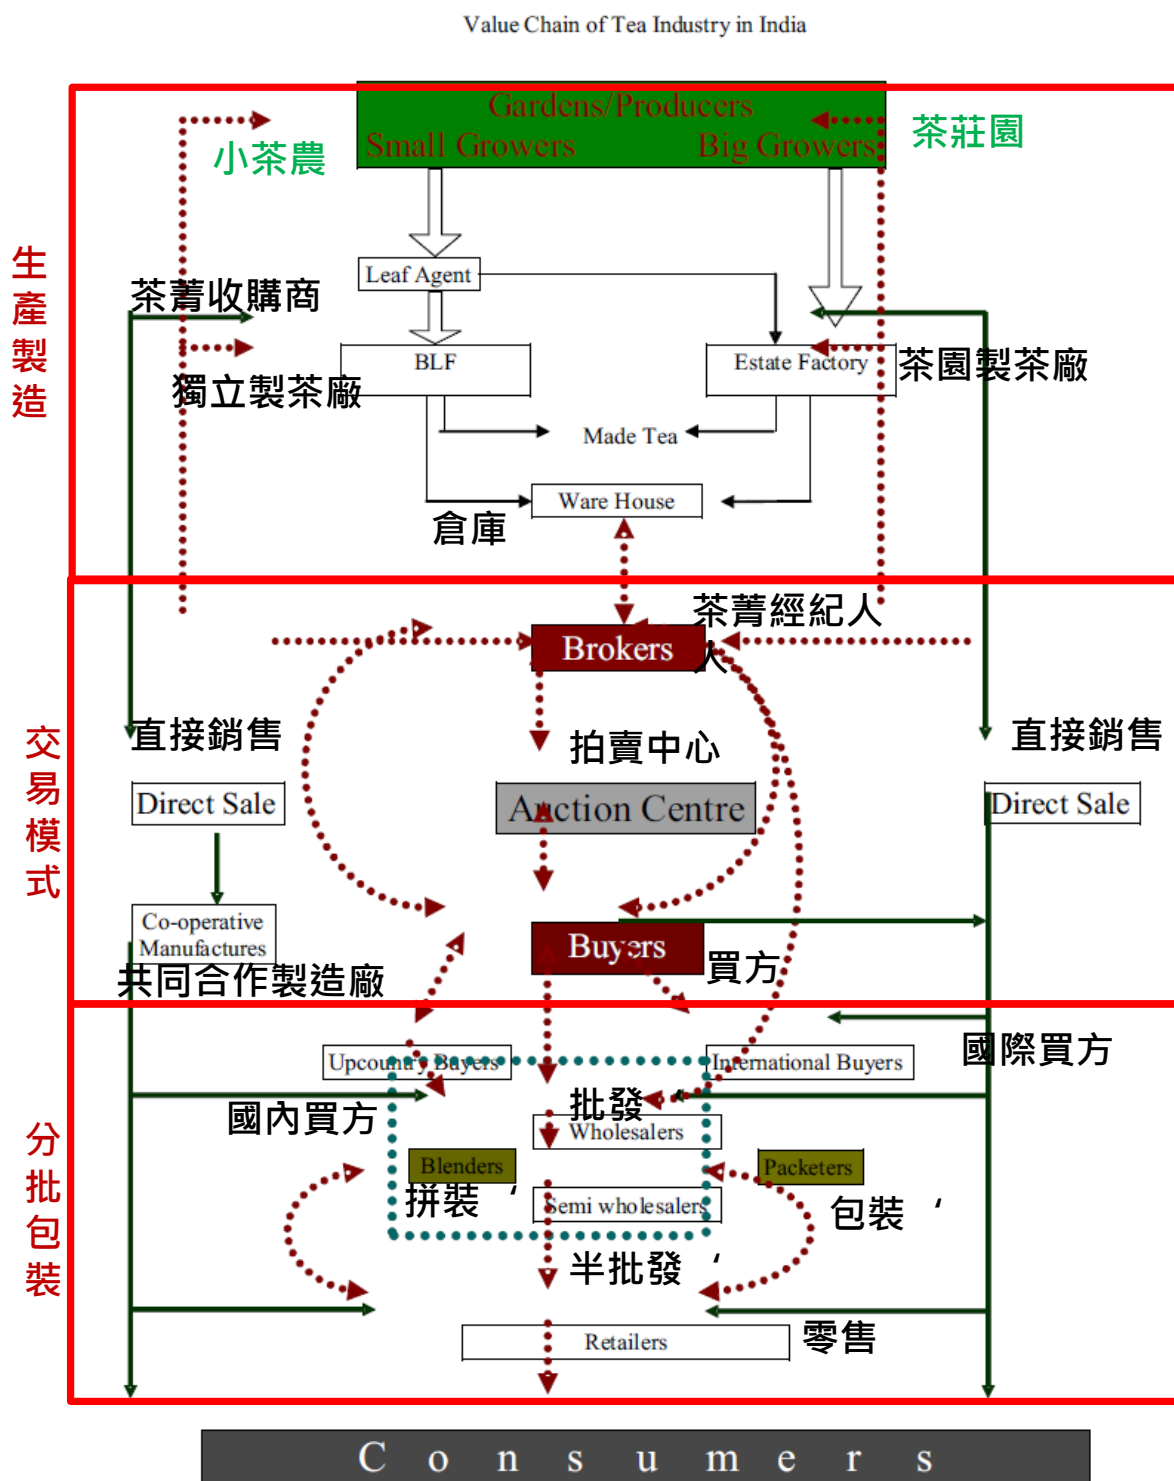 Value Chain of Tea Industry in India
Gardens/Producers
Small Growers
Big Growers
小茶農
茶莊園
生產製造
Leaf Agent
茶菁收購商
BLF
Estate Factory
獨立製茶廠
茶園製茶廠
Made Tea
Ware House
倉庫
茶菁經紀人
人
Brokers
交易模式
直接銷售
拍賣中心
直接銷售
Direct Sale
Auction Centre
Direct Sale
Co-operative
Manufactures
共同合作製造廠
Buyers
買方
Upcountry Buyers
International Buyers
國際買方
國內買方
批發
Wholesalers
分批包裝
Blenders
Packeters
拼裝‘
Semi wholesalers
包裝‘
半批發‘
Retailers
零售
Consumers